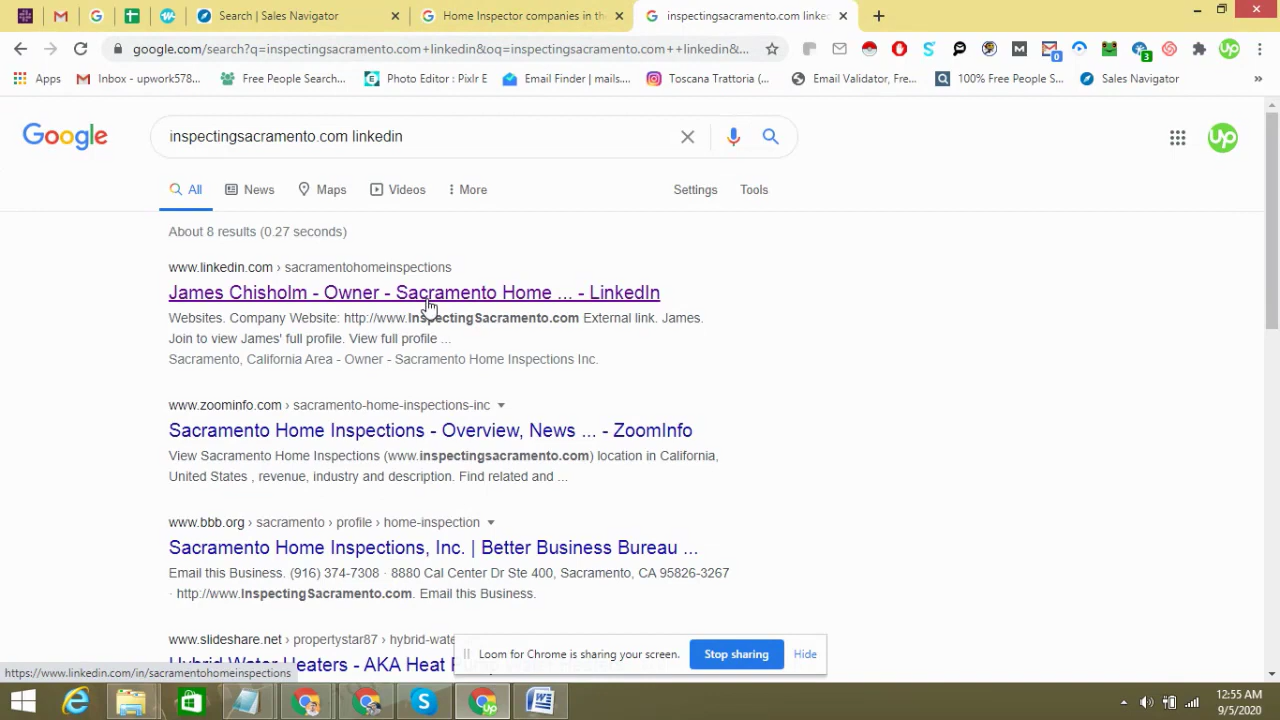 Search | Sales Navigator
Home Inspector companies in the
inspectingsacramento.com linked
google.com/search?q=inspectingsacramento.com+linkedin&oq=inspectingsacramento.com++linkedin&...
Apps
Inbox - upwork578...
Free People Search...
Photo Editor : Pixlr E
Email Finder | mails....
Toscana Trattoria (...
Email Validator, Fre...
100% Free People S...
Sales Navigator
»
Google
inspectingsacramento.com linkedin
up
All
News
Maps
Videos
More
Settings
Tools
About 8 results (0.27 seconds)
www.linkedin.com › sacramentohomeinspections
James Chisholm - Owner - Sacramento Home ... - LinkedIn
Websites. Company Website: http://www.InspectingSacramento.com External link. James.
Join to view James' full profile. View full profile ...
Sacramento, California Area - Owner - Sacramento Home Inspections Inc.
www.zoominfo.com › sacramento-home-inspections-inc
Sacramento Home Inspections - Overview, News ... - ZoomInfo
View Sacramento Home Inspections (www.inspectingsacramento.com) location in California,
United States , revenue, industry and description. Find related and ...
www.bbb.org › sacramento › profile › home-inspection
Sacramento Home Inspections, Inc. | Better Business Bureau ...
Email this Business. (916) 374-7308 · 8880 Cal Center Dr Ste 400, Sacramento, CA 95826-3267
· http://www.InspectingSacramento.com. Email this Business.
www.slideshare.net › propertystar87 › hybrid-wate
Hybrid Water Heaters - AKA Heat
Loom for Chrome is sharing your screen.
Stop sharing
Hide
https://www.linkedin.com/in/sacramentohomeinspections
12:55 AM
9/5/2020